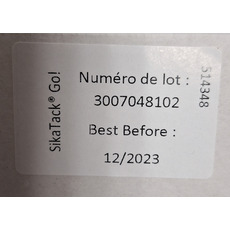 SikaTack® Go!
Numéro de lot :
3007048102
Best Before :
12/2023
514348